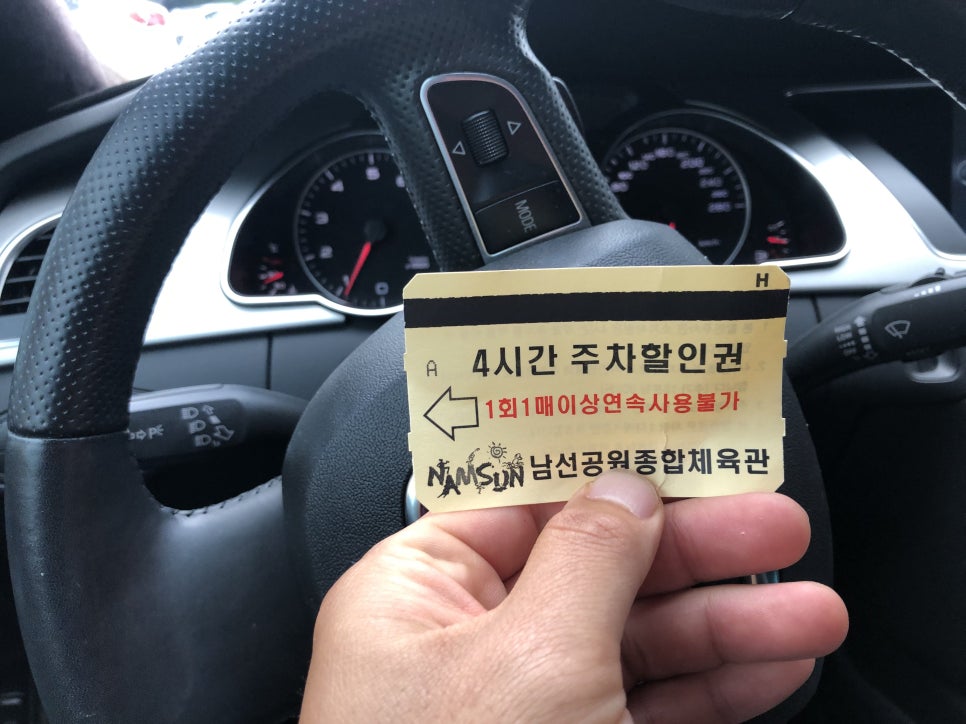 MODE
H
4시간 주차할인권
A
1회1매이상연속사용불가
NAMSUN 남선공원종합체육관